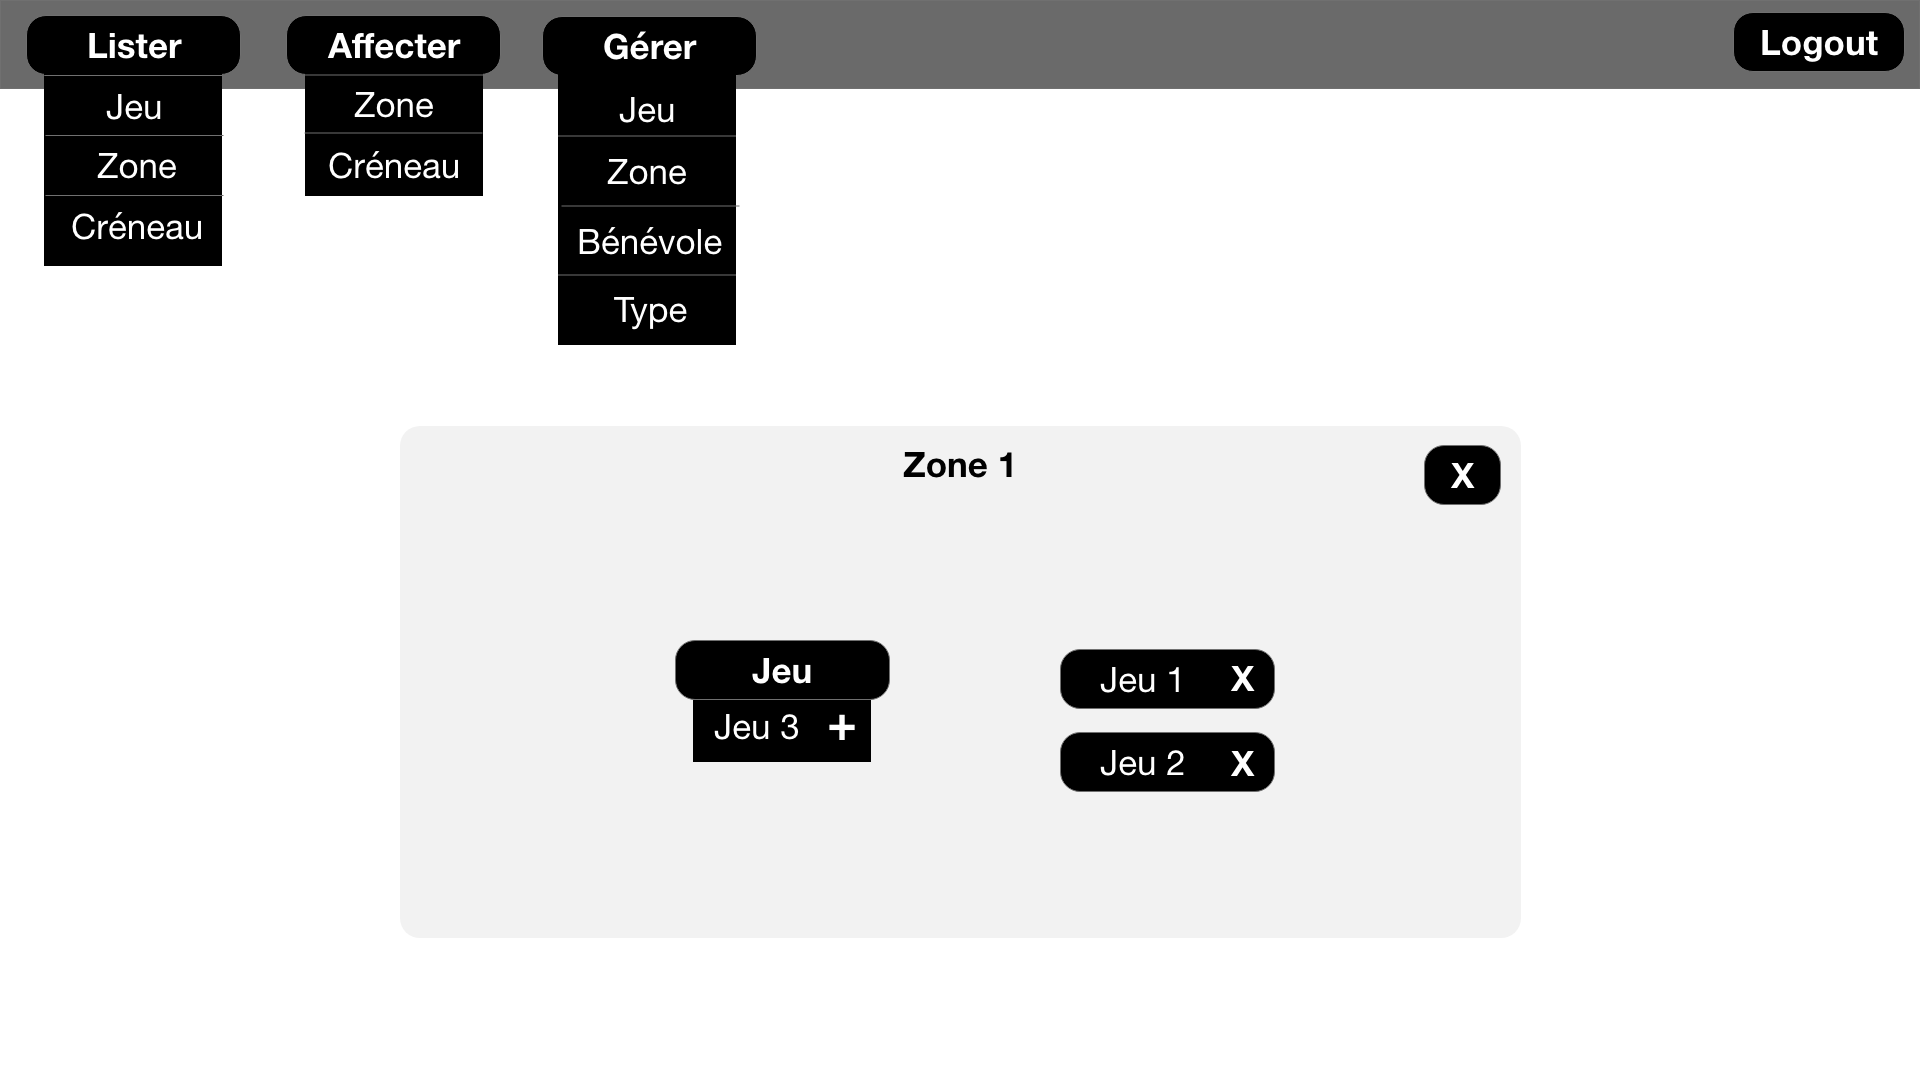 Lister
Jeu
Zone
Créneau
Affecter
Zone
Créneau
Gérer
Jeu
Zone
Bénévole
Type
Logout
Zone 1
X
Jeu
Jeu 3 +
Jeu 1 X
Jeu 2 X